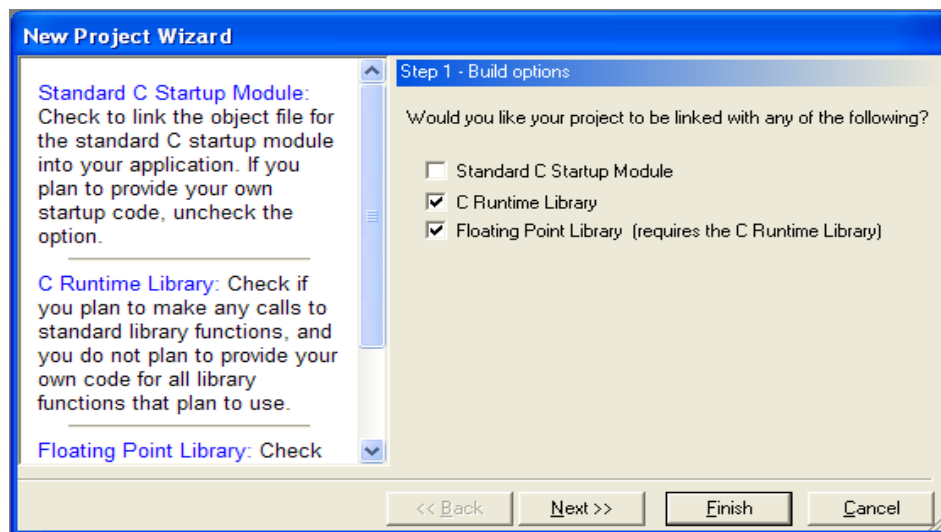 New Project Wizard
Standard C Startup Module:
Check to link the object file for
the standard C startup module
into your application. If you
plan to provide your own
startup code, uncheck the
option.
C Runtime Library: Check if
you plan to make any calls to
standard library functions, and
you do not plan to provide your
own code for all library
functions that plan to use.
Floating Point Library: Check
Step 1 - Build options
Would you like your project to be linked with any of the following?
Standard C Startup Module
C Runtime Library
Floating Point Library (requires the C Runtime Library)
<< Back
Next >>
Finish
Cancel